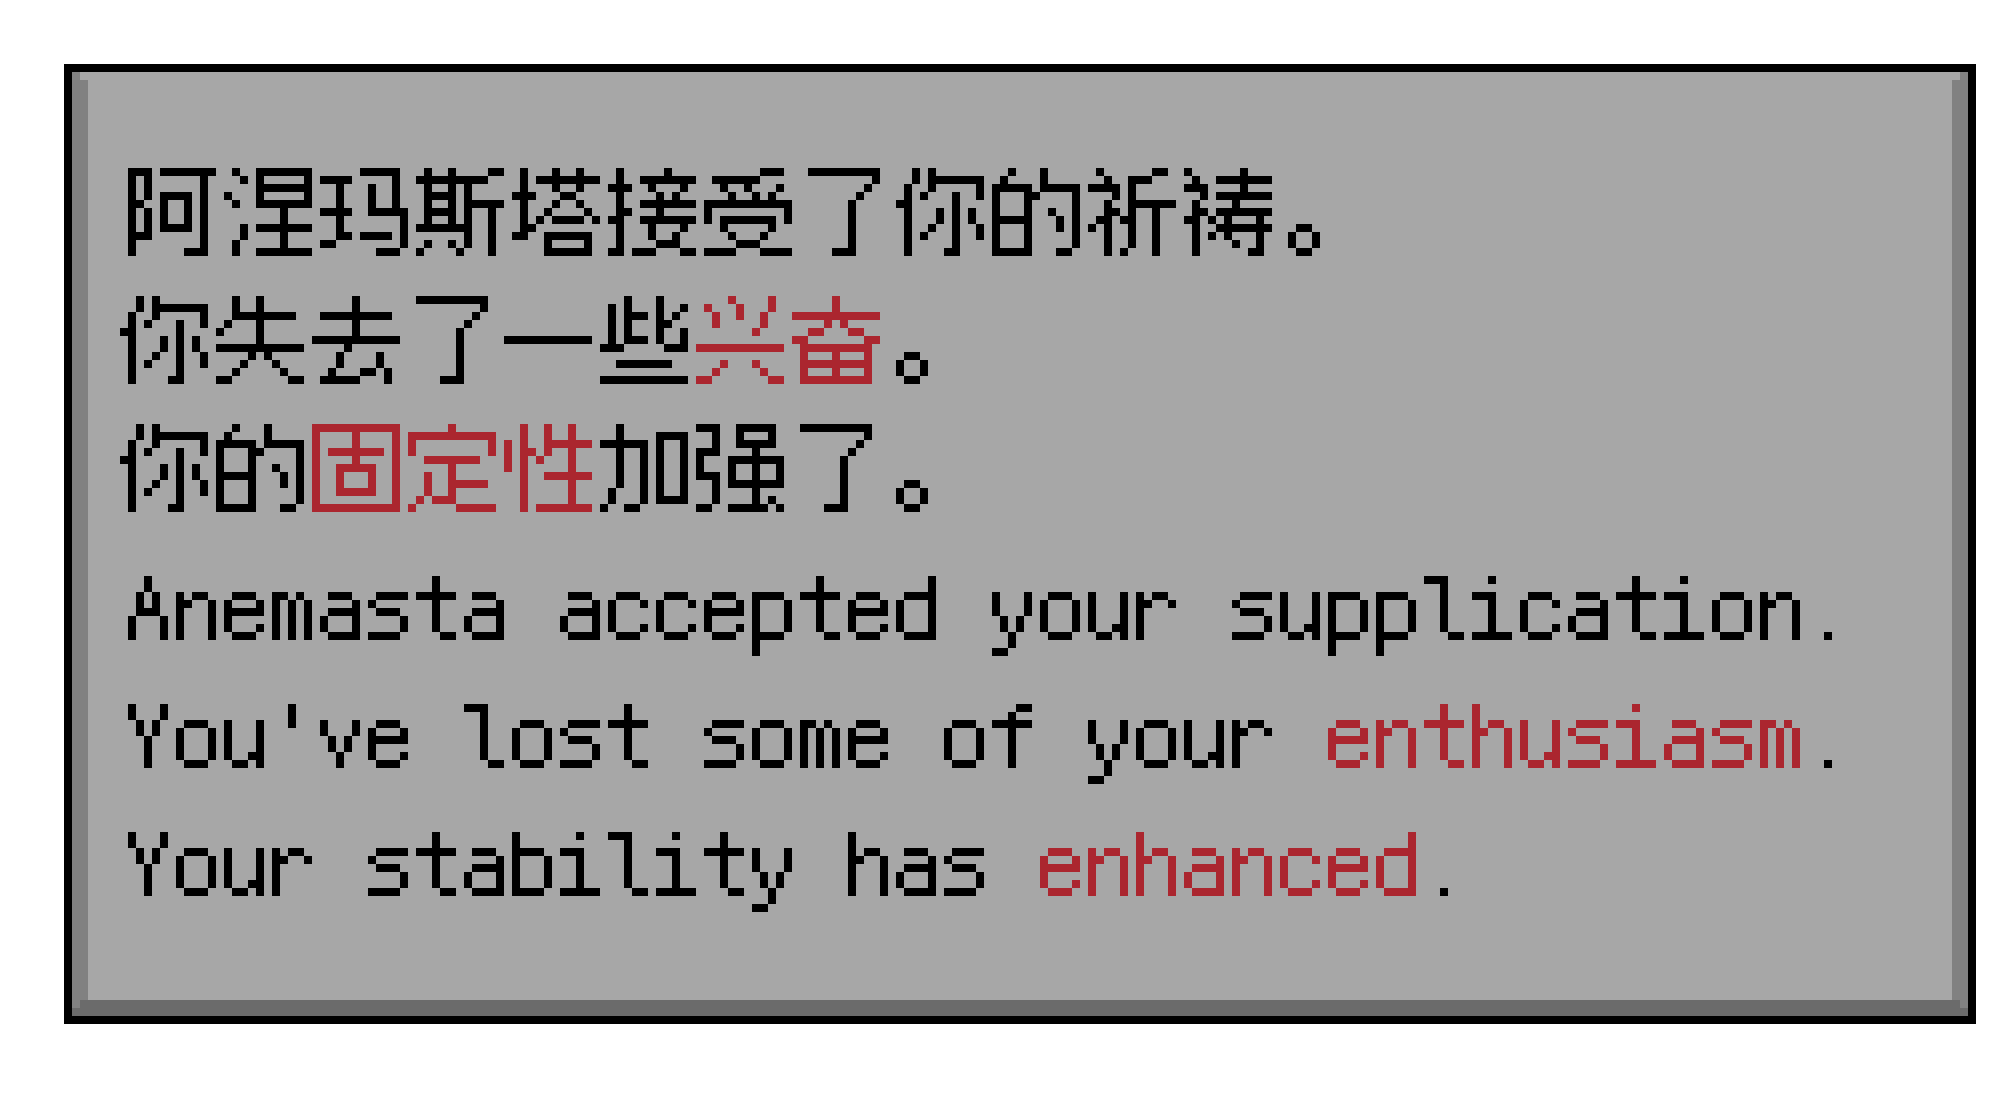 阿涅玛斯塔接受了你的祈祷。
你失去了一些兴奋。
你的固定性加强了。
Anemasta accepted your supplication.
You've lost some of your enthusiasm.
Your stability has enhanced.